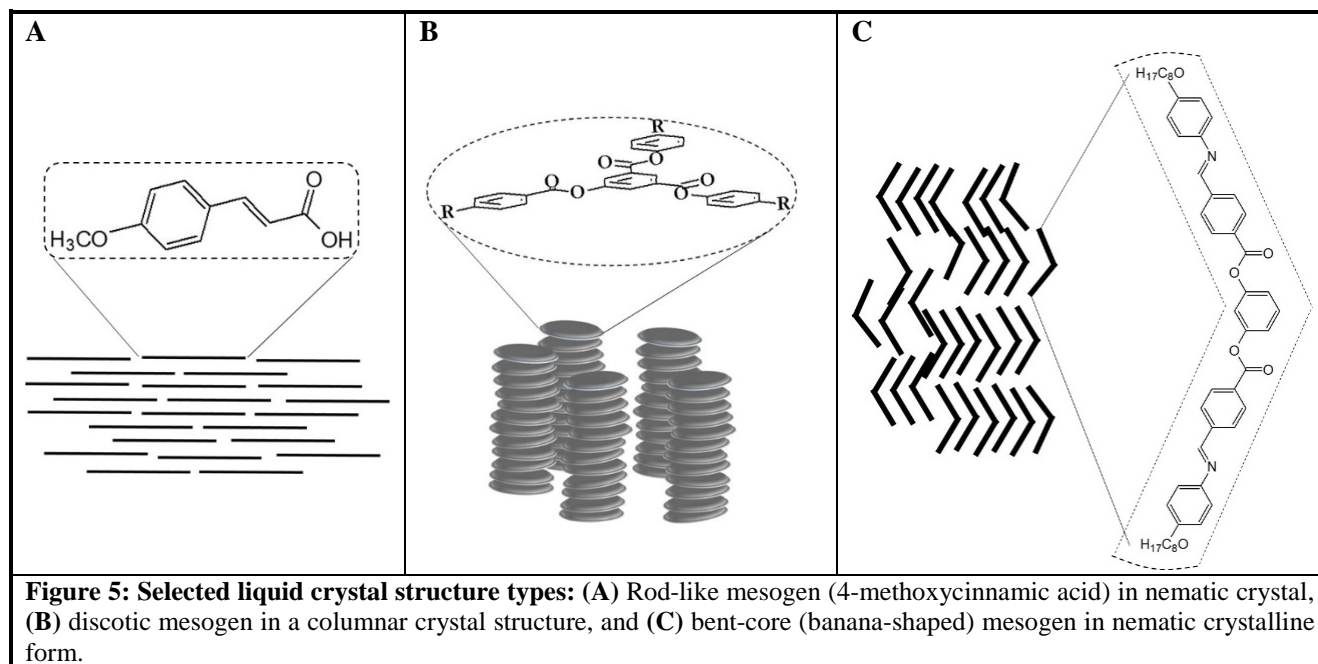 A
B
C
O
OH
H₃CO
R
O
O
O
O
O
O
R
R
H₁₇C₈O
N
O
O
O
O
N
H₁₇C₈O
Figure 5: Selected liquid crystal structure types: (A) Rod-like mesogen (4-methoxycinnamic acid) in nematic crystal,
(B) discotic mesogen in a columnar crystal structure, and (C) bent-core (banana-shaped) mesogen in nematic crystalline
form.